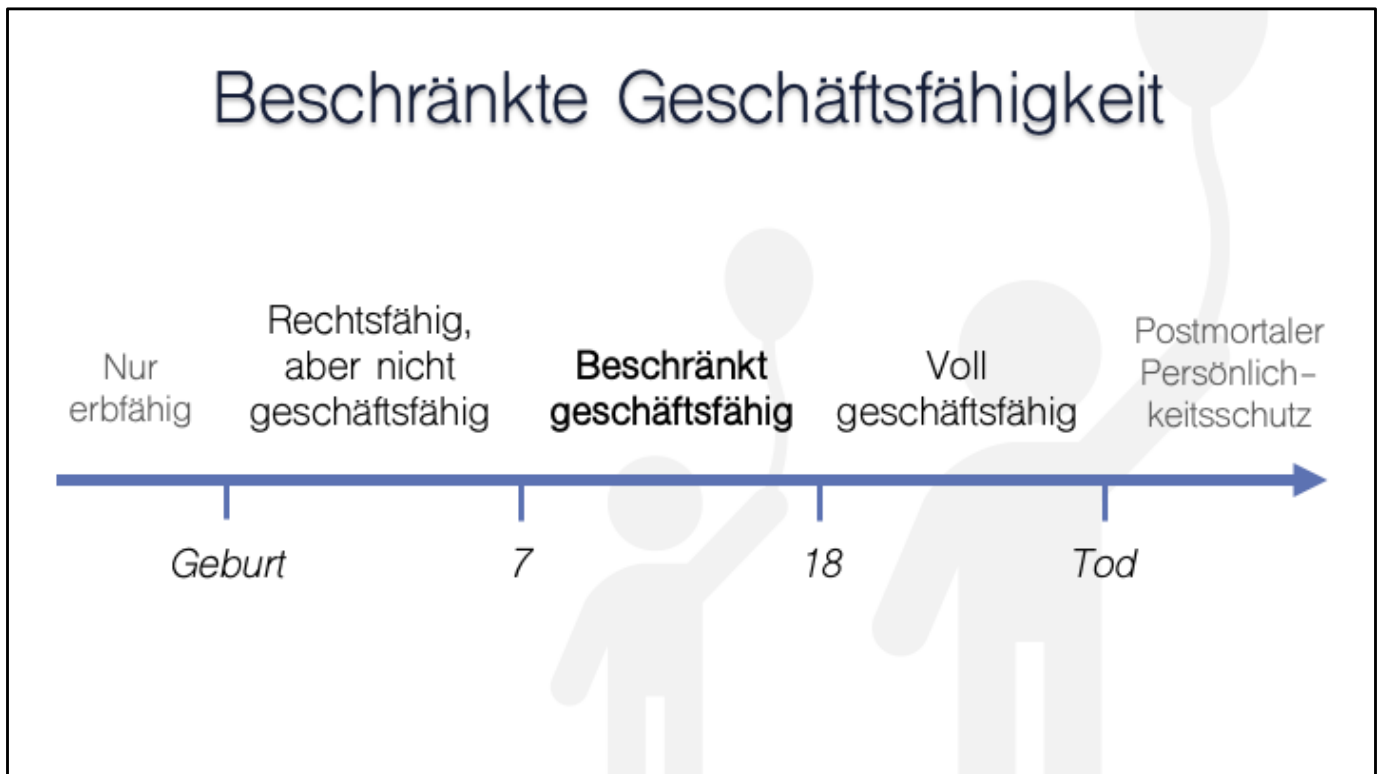 Beschränkte Geschäftsfähigkeit
Nur
erbfähig
Rechtsfähig,
aber nicht
geschäftsfähig
Beschränkt
geschäftsfähig
Voll
geschäftsfähig
Postmortaler
Persönlich-
keitsschutz
Geburt
7
18
Tod